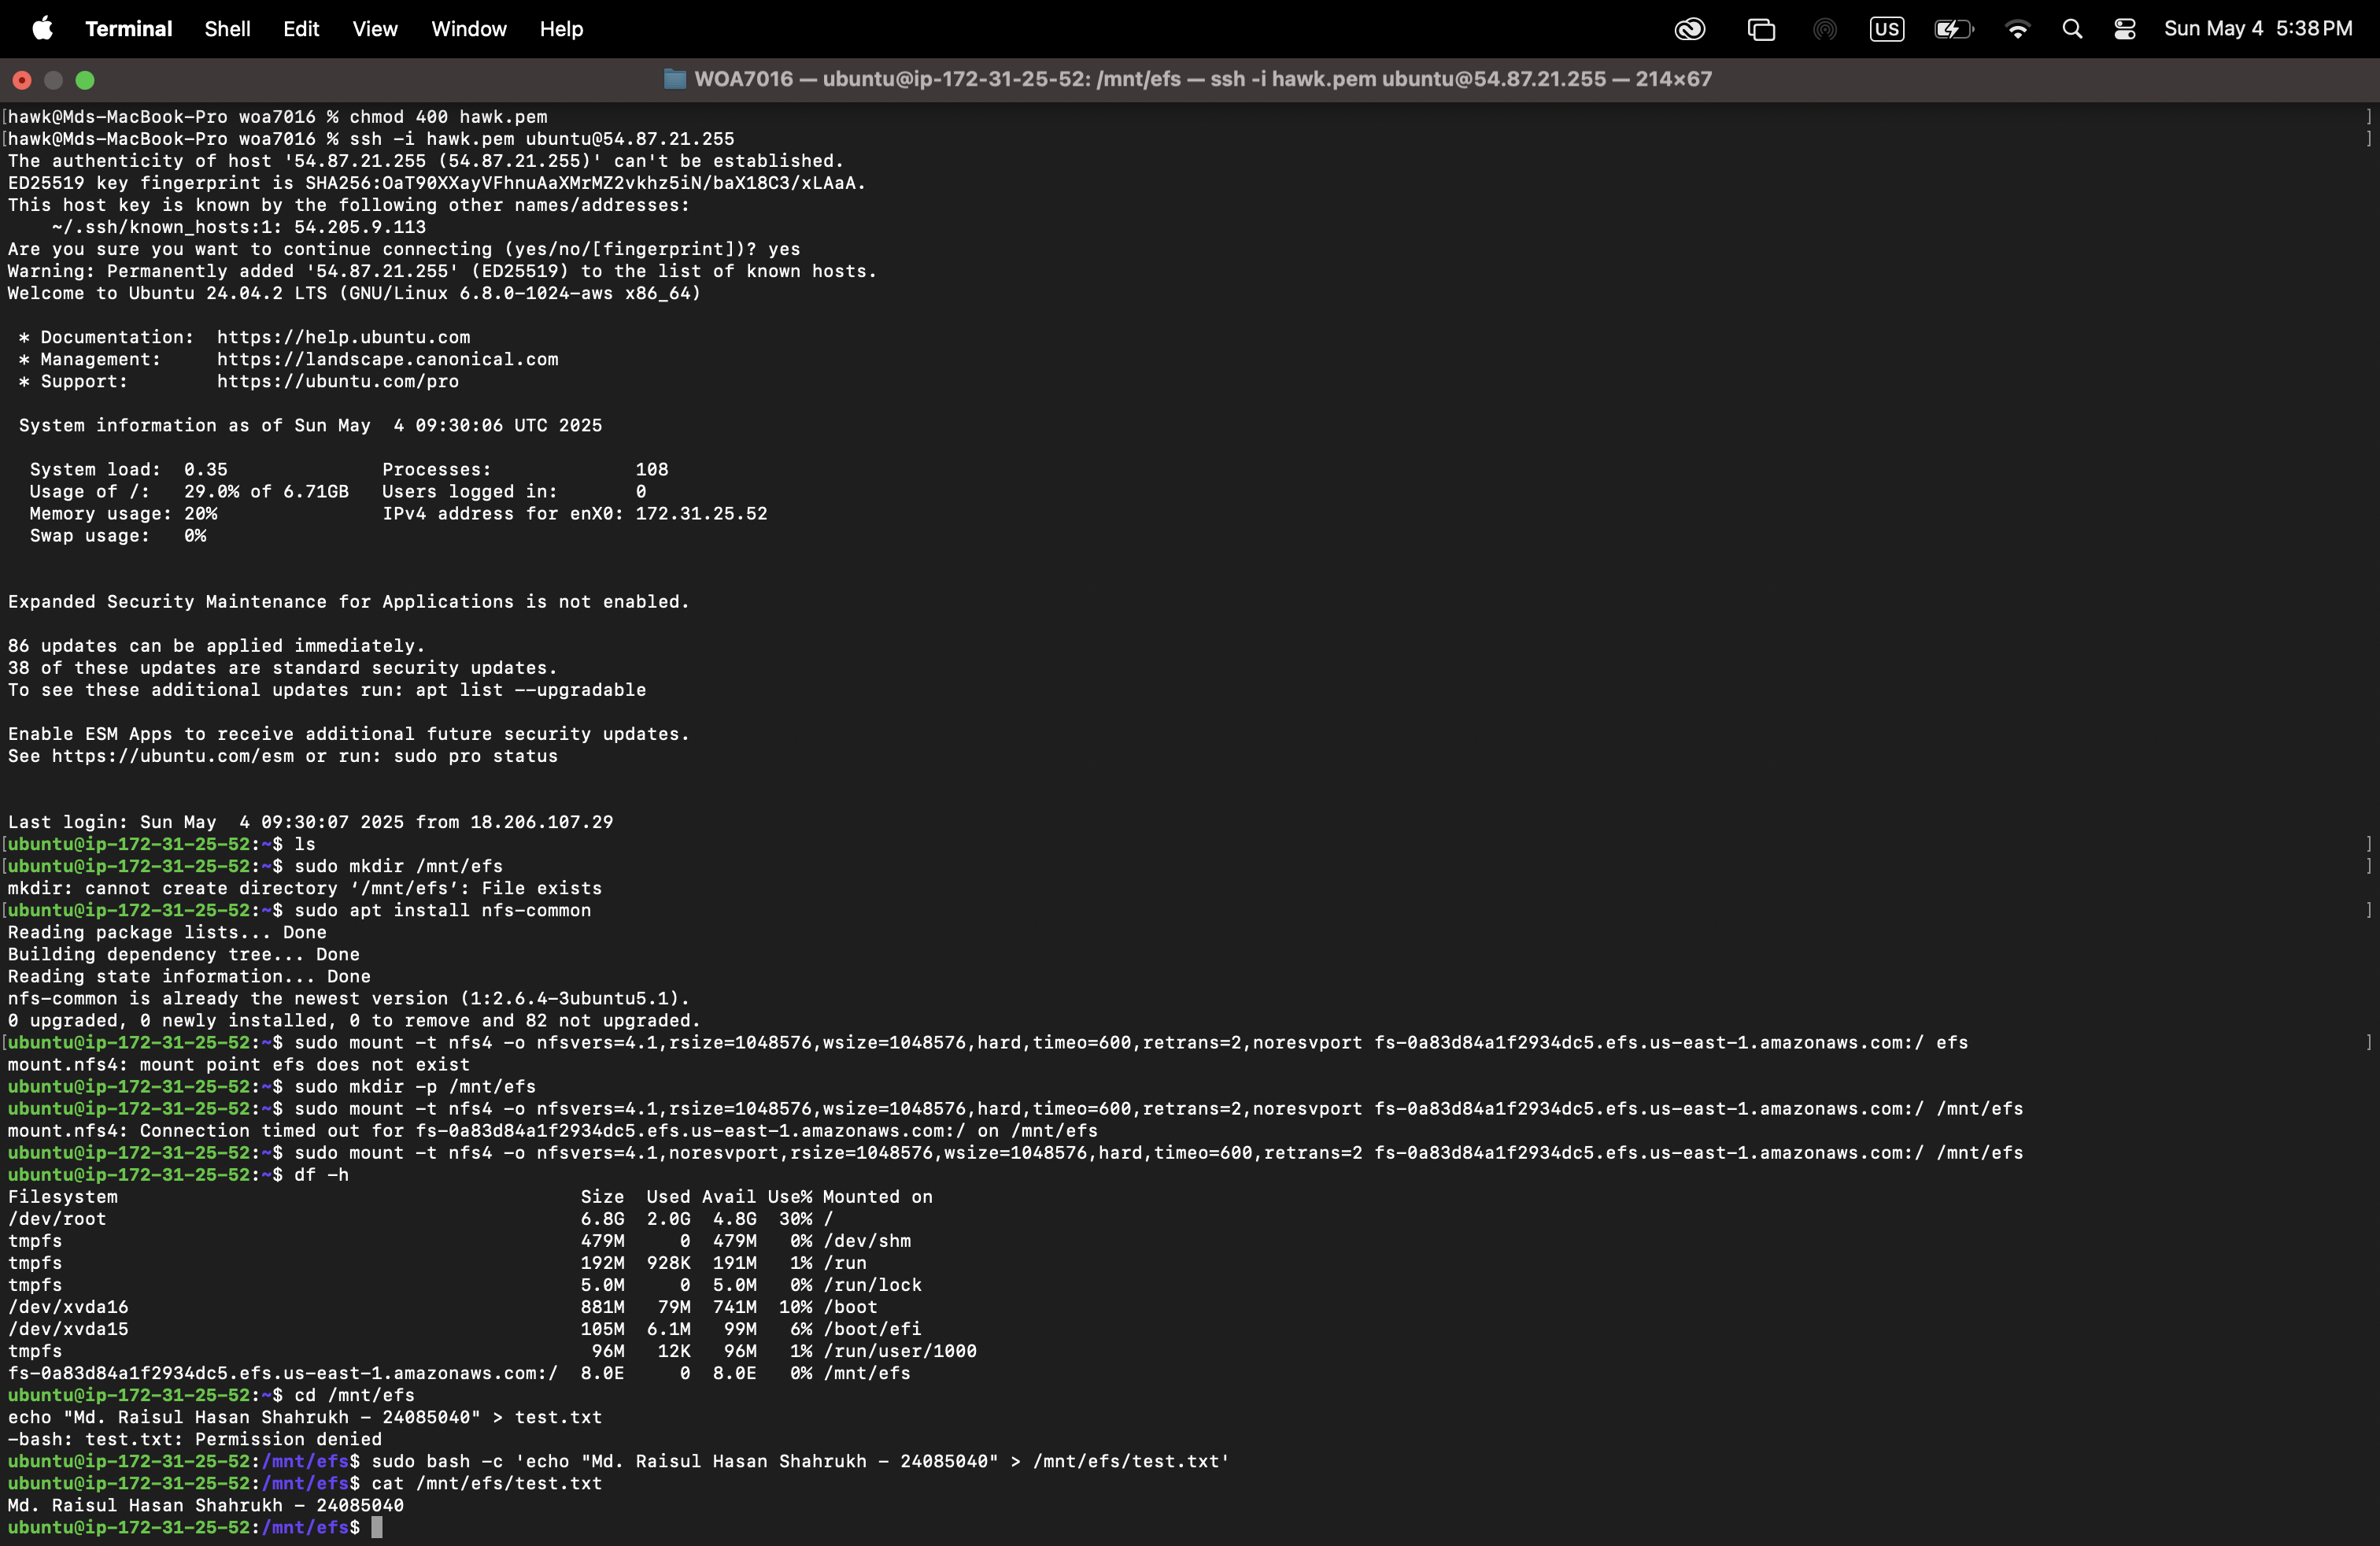 Terminal Shell Edit View Window Help US Sun May 4 5:38 PM
WOA7016 — ubuntu@ip-172-31-25-52: /mnt/efs — ssh -i hawk.pem ubuntu@54.87.21.255 — 214×67
[hawk@Mds-MacBook-Pro woa7016 % chmod 400 hawk.pem ]
[hawk@Mds-MacBook-Pro woa7016 % ssh -i hawk.pem ubuntu@54.87.21.255 ]
The authenticity of host '54.87.21.255 (54.87.21.255)' can't be established.
ED25519 key fingerprint is SHA256:OaT90XXayVFhnuAaXMrMZ2vkhz5iN/baX18C3/xLAaA.
This host key is known by the following other names/addresses:
    ~/.ssh/known_hosts:1: 54.205.9.113
Are you sure you want to continue connecting (yes/no/[fingerprint])? yes
Warning: Permanently added '54.87.21.255' (ED25519) to the list of known hosts.
Welcome to Ubuntu 24.04.2 LTS (GNU/Linux 6.8.0-1024-aws x86_64)
 * Documentation:  https://help.ubuntu.com
 * Management:     https://landscape.canonical.com
 * Support:        https://ubuntu.com/pro
 System information as of Sun May  4 09:30:06 UTC 2025
  System load:  0.35              Processes:             108
  Usage of /:   29.0% of 6.71GB   Users logged in:       0
  Memory usage: 20%               IPv4 address for enX0: 172.31.25.52
  Swap usage:   0%
Expanded Security Maintenance for Applications is not enabled.
86 updates can be applied immediately.
38 of these updates are standard security updates.
To see these additional updates run: apt list --upgradable
Enable ESM Apps to receive additional future security updates.
See https://ubuntu.com/esm or run: sudo pro status
Last login: Sun May  4 09:30:07 2025 from 18.206.107.29
[ubuntu@ip-172-31-25-52:~$ ls ]
[ubuntu@ip-172-31-25-52:~$ sudo mkdir /mnt/efs ]
mkdir: cannot create directory ‘/mnt/efs’: File exists
[ubuntu@ip-172-31-25-52:~$ sudo apt install nfs-common ]
Reading package lists... Done
Building dependency tree... Done
Reading state information... Done
nfs-common is already the newest version (1:2.6.4-3ubuntu5.1).
0 upgraded, 0 newly installed, 0 to remove and 82 not upgraded.
[ubuntu@ip-172-31-25-52:~$ sudo mount -t nfs4 -o nfsvers=4.1,rsize=1048576,wsize=1048576,hard,timeo=600,retrans=2,noresvport fs-0a83d84a1f2934dc5.efs.us-east-1.amazonaws.com:/ efs ]
mount.nfs4: mount point efs does not exist
ubuntu@ip-172-31-25-52:~$ sudo mkdir -p /mnt/efs
ubuntu@ip-172-31-25-52:~$ sudo mount -t nfs4 -o nfsvers=4.1,rsize=1048576,wsize=1048576,hard,timeo=600,retrans=2,noresvport fs-0a83d84a1f2934dc5.efs.us-east-1.amazonaws.com:/ /mnt/efs
mount.nfs4: Connection timed out for fs-0a83d84a1f2934dc5.efs.us-east-1.amazonaws.com:/ on /mnt/efs
ubuntu@ip-172-31-25-52:~$ sudo mount -t nfs4 -o nfsvers=4.1,noresvport,rsize=1048576,wsize=1048576,hard,timeo=600,retrans=2 fs-0a83d84a1f2934dc5.efs.us-east-1.amazonaws.com:/ /mnt/efs
ubuntu@ip-172-31-25-52:~$ df -h
Filesystem                                          Size  Used Avail Use% Mounted on
/dev/root                                           6.8G  2.0G  4.8G  30% /
tmpfs                                               479M     0  479M   0% /dev/shm
tmpfs                                               192M  928K  191M   1% /run
tmpfs                                               5.0M     0  5.0M   0% /run/lock
/dev/xvda16                                         881M   79M  741M  10% /boot
/dev/xvda15                                         105M  6.1M   99M   6% /boot/efi
tmpfs                                                96M   12K   96M   1% /run/user/1000
fs-0a83d84a1f2934dc5.efs.us-east-1.amazonaws.com:/  8.0E     0  8.0E   0% /mnt/efs
ubuntu@ip-172-31-25-52:~$ cd /mnt/efs
echo "Md. Raisul Hasan Shahrukh - 24085040" > test.txt
-bash: test.txt: Permission denied
ubuntu@ip-172-31-25-52:/mnt/efs$ sudo bash -c 'echo "Md. Raisul Hasan Shahrukh - 24085040" > /mnt/efs/test.txt'
ubuntu@ip-172-31-25-52:/mnt/efs$ cat /mnt/efs/test.txt
Md. Raisul Hasan Shahrukh - 24085040
ubuntu@ip-172-31-25-52:/mnt/efs$